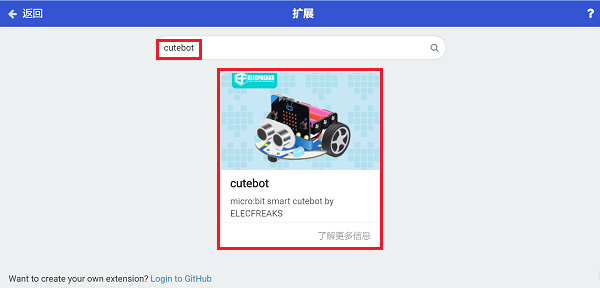 返回
扩展
?
cutebot
ELECFREAKS
cutebot
micro:bit smart cutebot by
ELECFREAKS
了解更多信息
Want to create your own extension? Login to GitHub